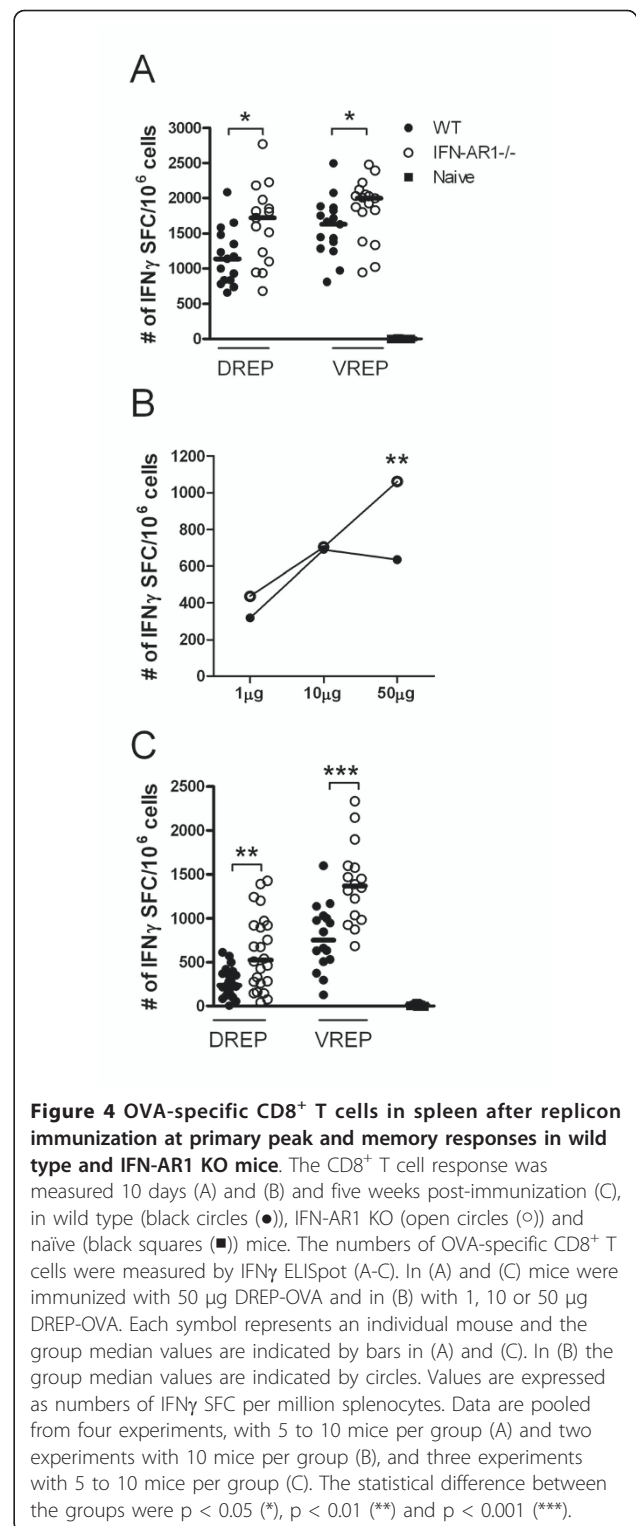 A
# of IFNγ SFC/10⁶ cells
3000
2500
2000
1500
1000
500
0
*
*
● WT
○ IFN-AR1-/-
■ Naive
DREP
VREP
B
# of IFNγ SFC/10⁶ cells
1200
1000
800
600
400
200
0
**
1µg
10µg
50µg
C
# of IFNγ SFC/10⁶ cells
2500
2000
1500
1000
500
0
**
***
DREP
VREP
Figure 4 OVA-specific CD8⁺ T cells in spleen after replicon
immunization at primary peak and memory responses in wild
type and IFN-AR1 KO mice. The CD8⁺ T cell response was
measured 10 days (A) and (B) and five weeks post-immunization (C),
in wild type (black circles (●)), IFN-AR1 KO (open circles (○)) and
naïve (black squares (■)) mice. The numbers of OVA-specific CD8⁺ T
cells were measured by IFNγ ELISpot (A-C). In (A) and (C) mice were
immunized with 50 µg DREP-OVA and in (B) with 1, 10 or 50 µg
DREP-OVA. Each symbol represents an individual mouse and the
group median values are indicated by bars in (A) and (C). In (B) the
group median values are indicated by circles. Values are expressed
as numbers of IFNγ SFC per million splenocytes. Data are pooled
from four experiments, with 5 to 10 mice per group (A) and two
experiments with 10 mice per group (B), and three experiments
with 5 to 10 mice per group (C). The statistical difference between
the groups were p < 0.05 (*), p < 0.01 (**) and p < 0.001 (***).